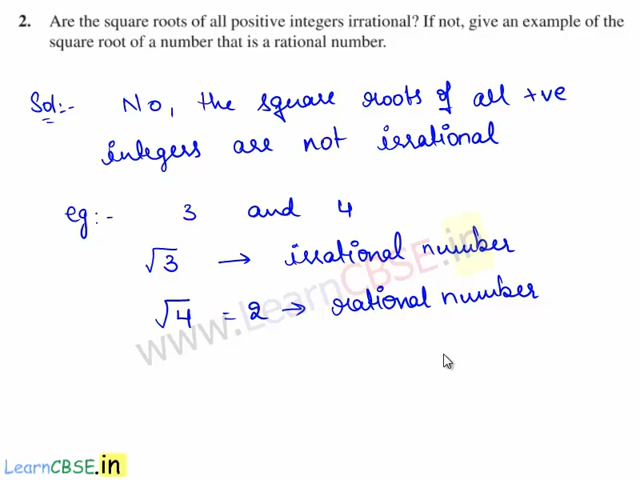 2. Are the square roots of all positive integers irrational? If not, give an example of the
square root of a number that is a rational number.
Sol:- No, the square roots of all +ve
integers are not irrational
eg:- 3 and 4
√3 → irrational number
√4 = 2 → rational number
www.LearnCBSE.in
LearnCBSE.in